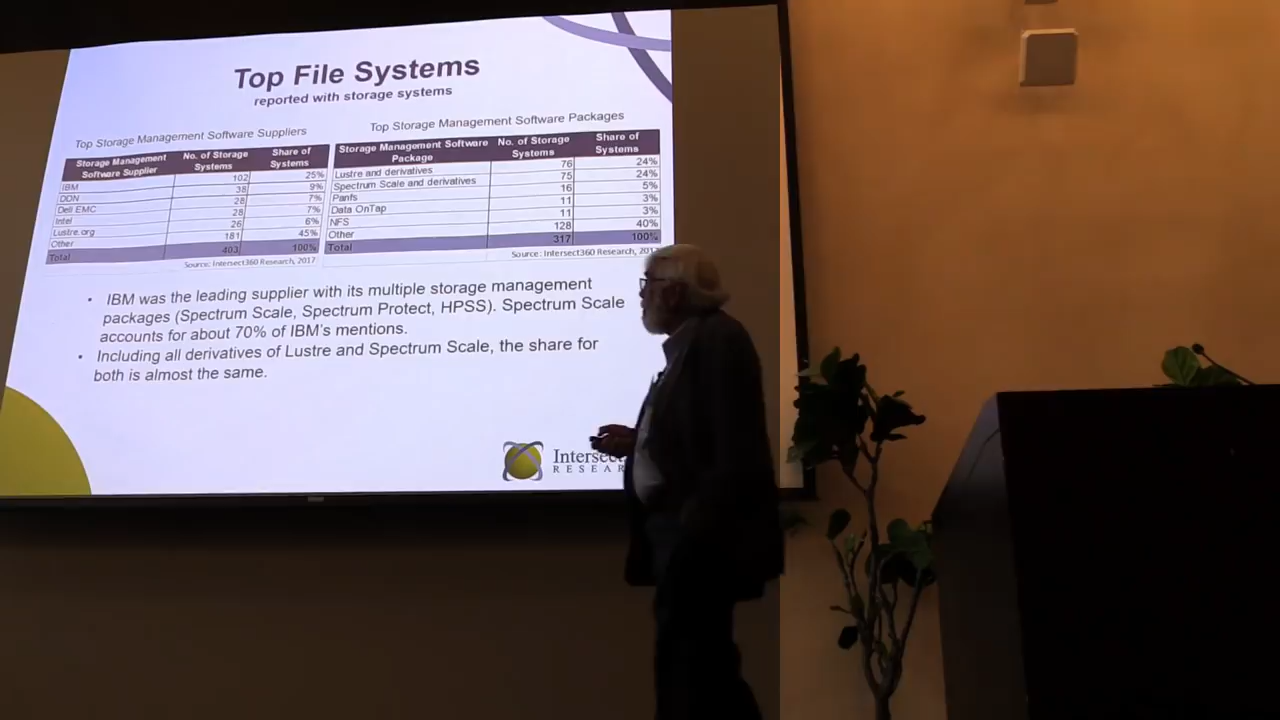 Top File Systems
reported with storage systems
Top Storage Management Software Suppliers
Storage Management Software Supplier No. of Storage Systems Share of Systems
IBM 102 25%
DDN 38 9%
Dell EMC 28 7%
Intel 28 7%
Lustre.org 26 6%
Other 181 45%
Total 403 100%
Source: Intersect360 Research, 2017
Top Storage Management Software Packages
Storage Management Software Package No. of Storage Systems Share of Systems
Lustre and derivatives 76 24%
Spectrum Scale and derivatives 75 24%
Panfs 16 5%
Data OnTap 11 3%
NFS 11 3%
Other 128 40%
Total 317 100%
Source: Intersect360 Research, 201
• IBM was the leading supplier with its multiple storage management
packages (Spectrum Scale, Spectrum Protect, HPSS). Spectrum Scale
accounts for about 70% of IBM's mentions.
• Including all derivatives of Lustre and Spectrum Scale, the share for
both is almost the same.